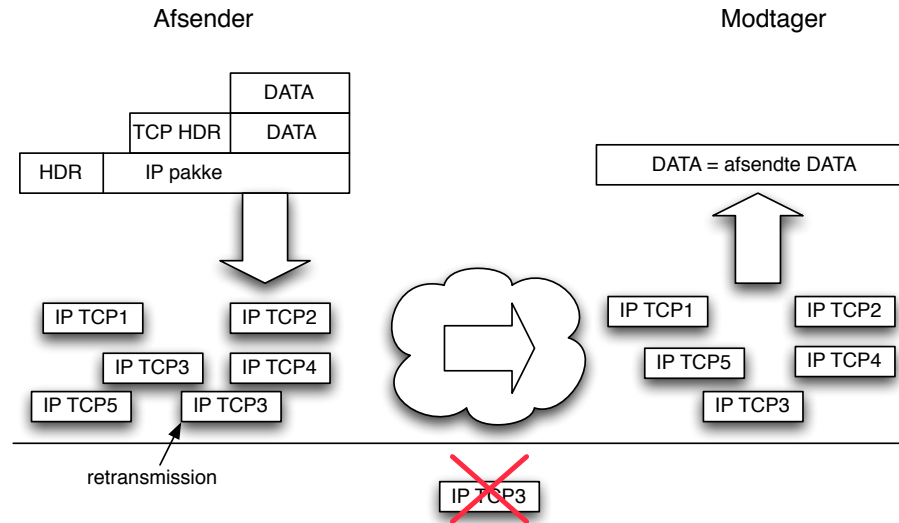 Afsender
Modtager
DATA
TCP HDR
DATA
HDR
IP pakke
DATA = afsendte DATA
IP TCP1
IP TCP2
IP TCP3
IP TCP4
IP TCP5
IP TCP3
IP TCP1
IP TCP2
IP TCP5
IP TCP4
IP TCP3
retransmission
IP TCP3